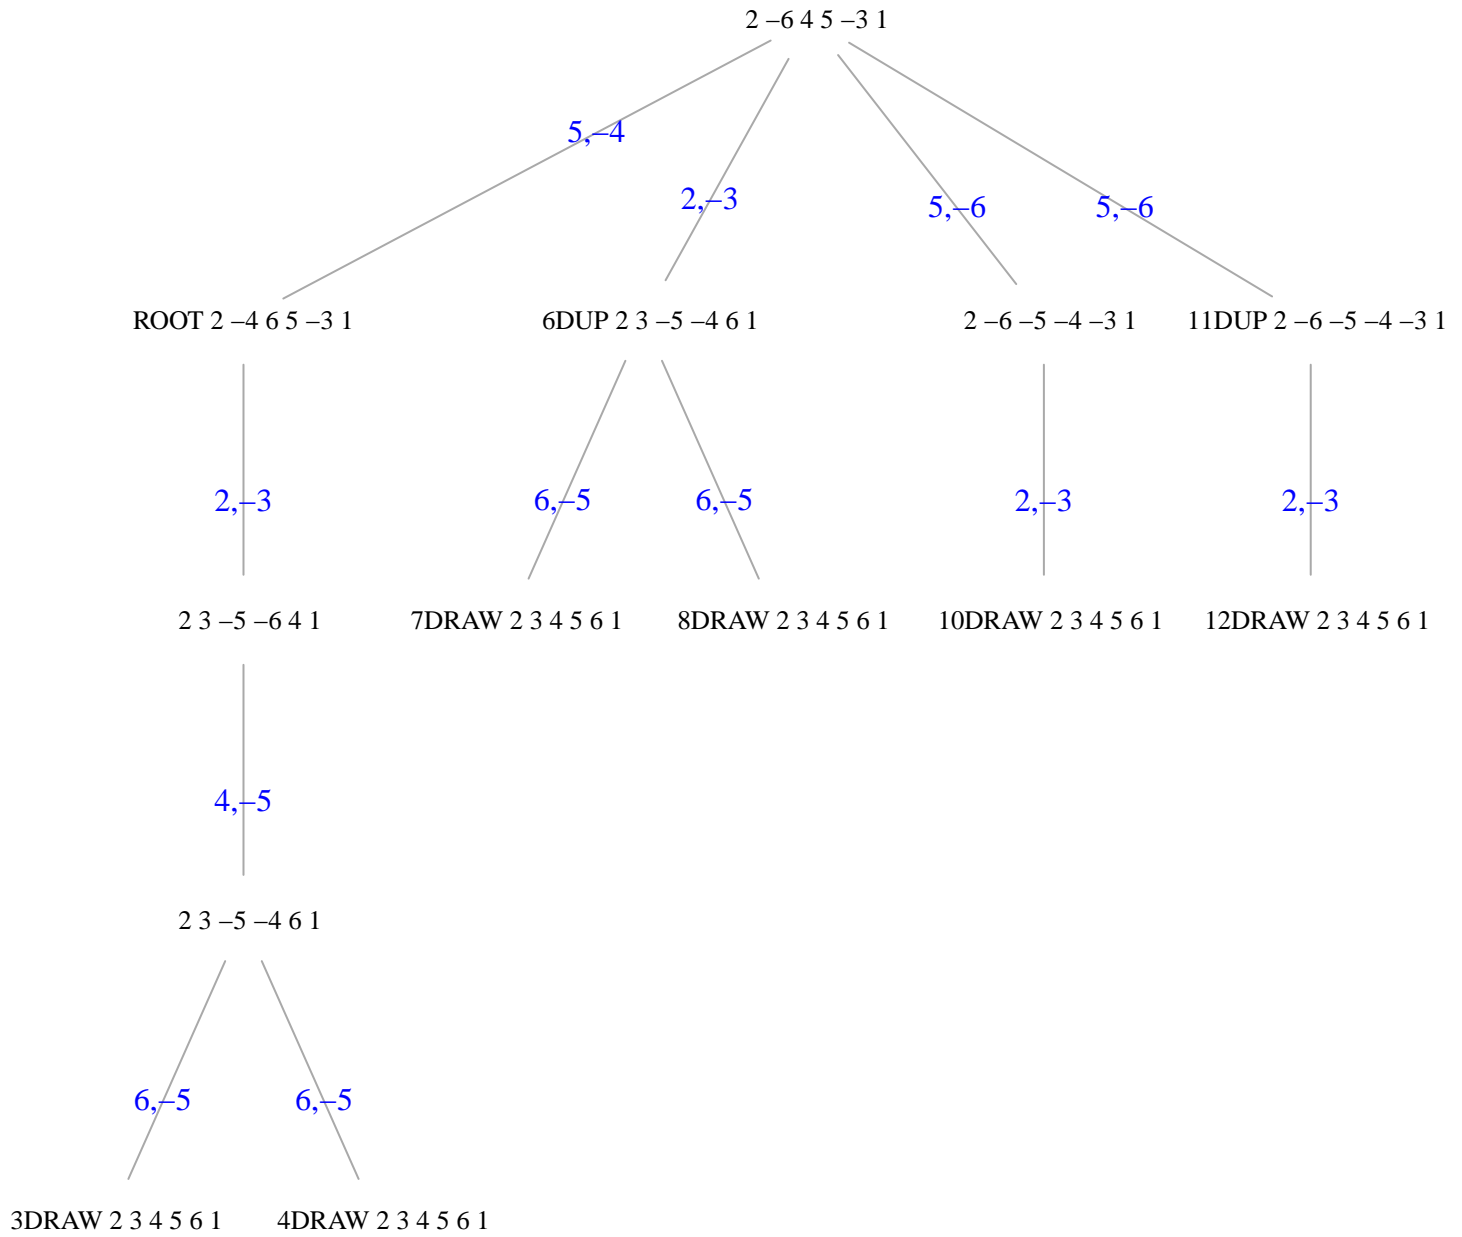 2 –6 4 5 –3 1
5,–4
2,–3
5,–6
5,–6
ROOT 2 –4 6 5 –3 1
6DUP 2 3 –5 –4 6 1
2 –6 –5 –4 –3 1
11DUP 2 –6 –5 –4 –3 1
2,–3
6,–5
6,–5
2,–3
2,–3
2 3 –5 –6 4 1
7DRAW 2 3 4 5 6 1
8DRAW 2 3 4 5 6 1
10DRAW 2 3 4 5 6 1
12DRAW 2 3 4 5 6 1
4,–5
2 3 –5 –4 6 1
6,–5
6,–5
3DRAW 2 3 4 5 6 1
4DRAW 2 3 4 5 6 1